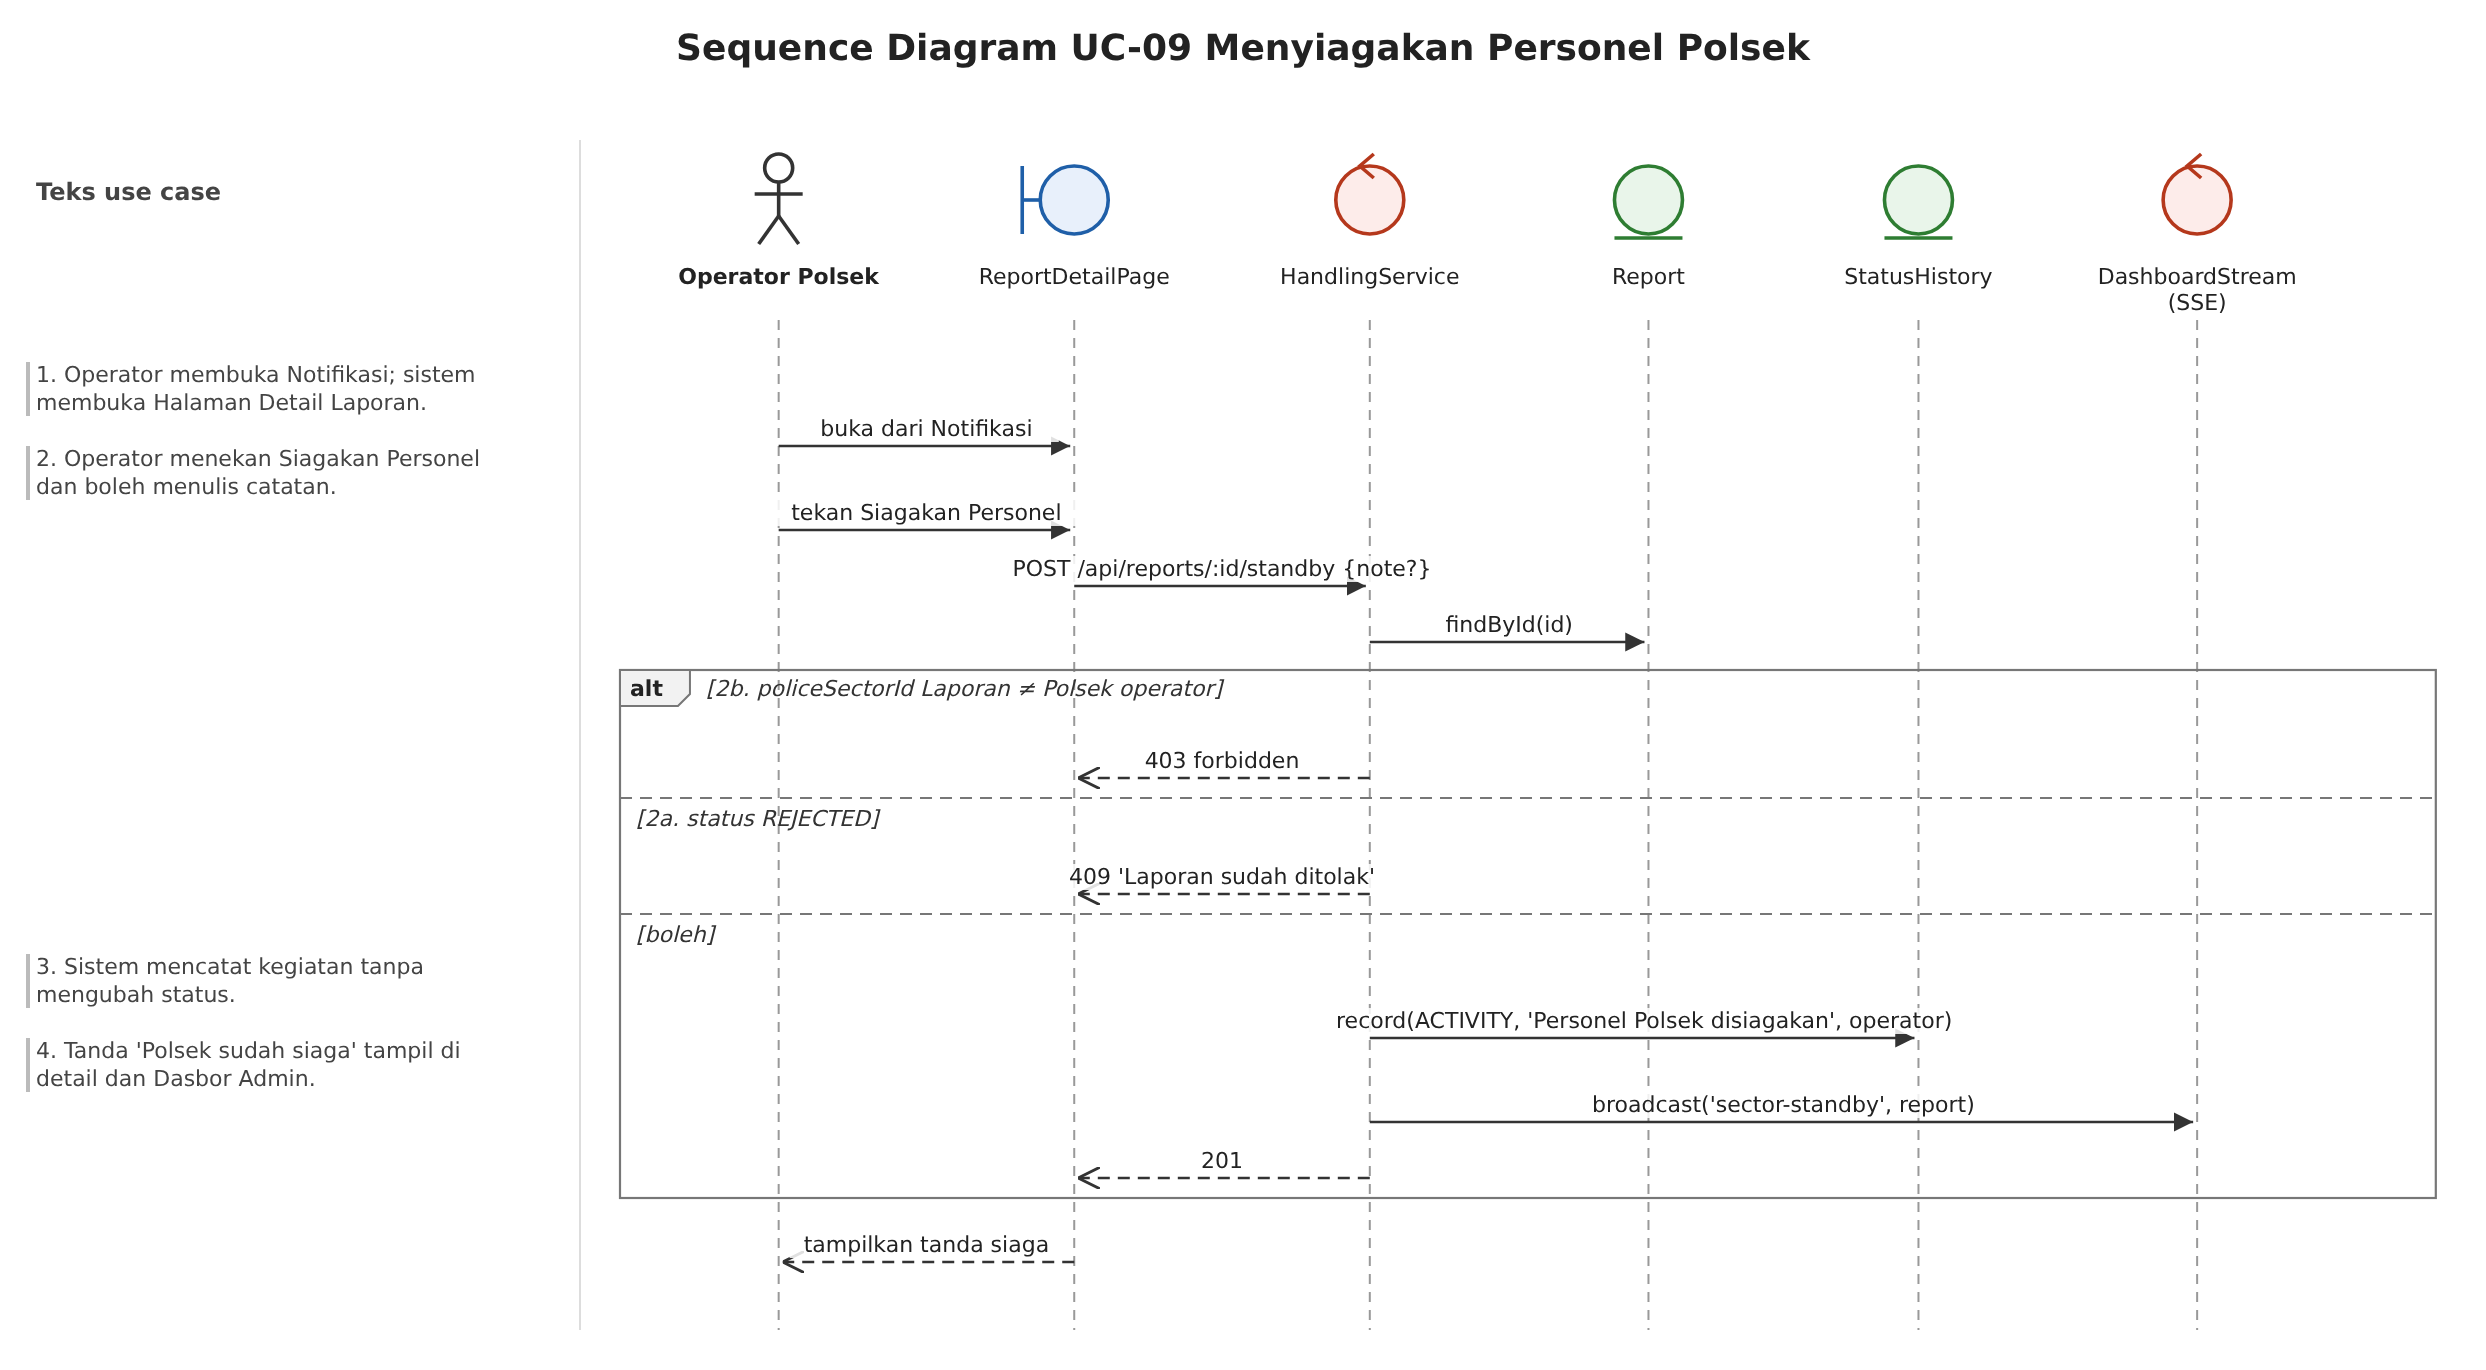 Sequence Diagram UC-09 Menyiagakan Personel Polsek
Teks use case
Operator Polsek
ReportDetailPage
HandlingService
Report
StatusHistory
DashboardStream
(SSE)
1. Operator membuka Notifikasi; sistem
membuka Halaman Detail Laporan.
buka dari Notifikasi
2. Operator menekan Siagakan Personel
dan boleh menulis catatan.
tekan Siagakan Personel
POST /api/reports/:id/standby {note?}
findById(id)
alt [2b. policeSectorId Laporan ≠ Polsek operator]
403 forbidden
[2a. status REJECTED]
409 'Laporan sudah ditolak'
[boleh]
3. Sistem mencatat kegiatan tanpa
mengubah status.
record(ACTIVITY, 'Personel Polsek disiagakan', operator)
4. Tanda 'Polsek sudah siaga' tampil di
detail dan Dasbor Admin.
broadcast('sector-standby', report)
201
tampilkan tanda siaga